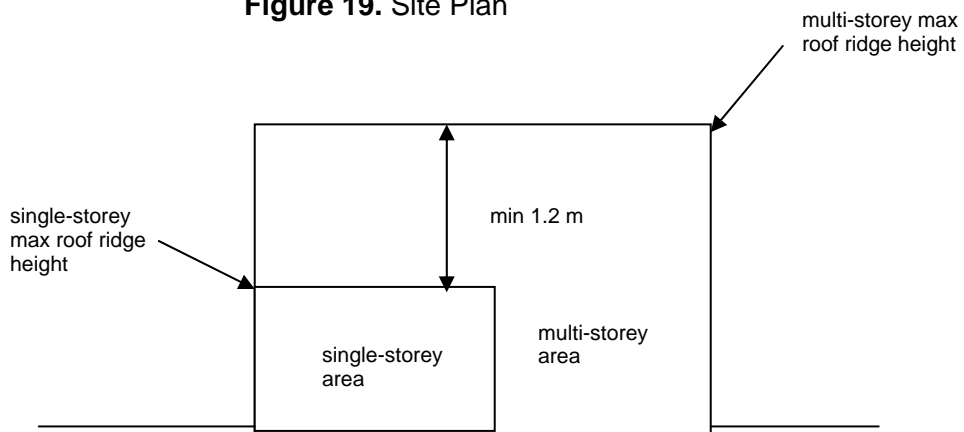 Figure 19. Site Plan
multi-storey max
roof ridge height
single-storey
max roof ridge
height
min 1.2 m
multi-storey
area
single-storey
area